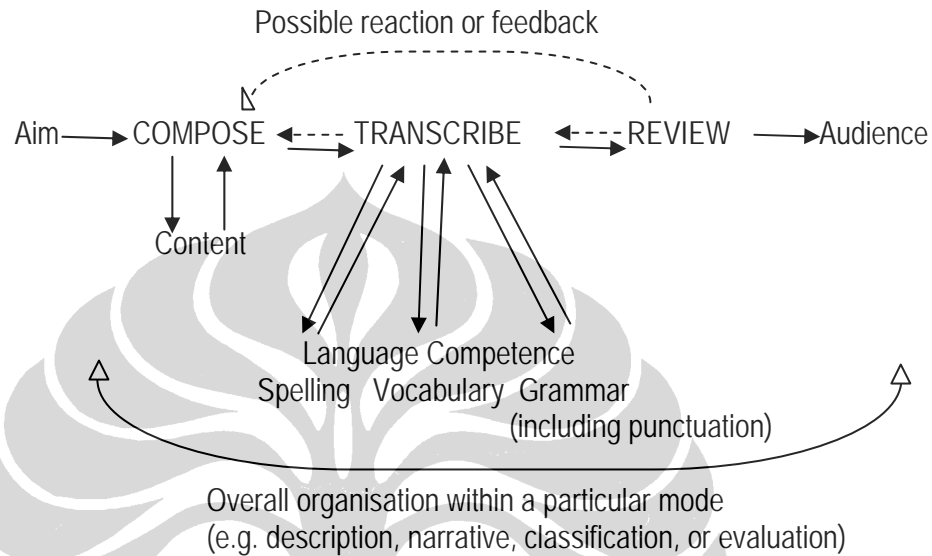 Possible reaction or feedback
Aim COMPOSE TRANSCRIBE REVIEW Audience
Content
Language Competence
Spelling Vocabulary Grammar
(including punctuation)
Overall organisation within a particular mode
(e.g. description, narrative, classification, or evaluation)